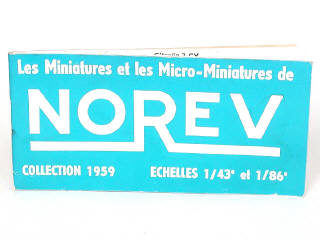 Les Miniatures et les Micro-Miniatures de
NOREV
COLLECTION 1959 ECHELLES 1/43e et 1/86e